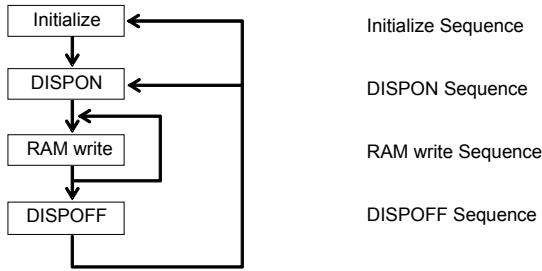 Initialize
Initialize Sequence
DISPON
DISPON Sequence
RAM write
RAM write Sequence
DISPOFF
DISPOFF Sequence